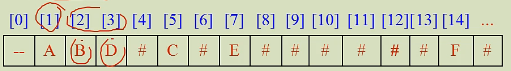 [0] [1] [2] [3] [4] [5] [6] [7] [8] [9] [10] [11] [12] [13] [14] ...
-- A B D # C # E # # # # # # F #